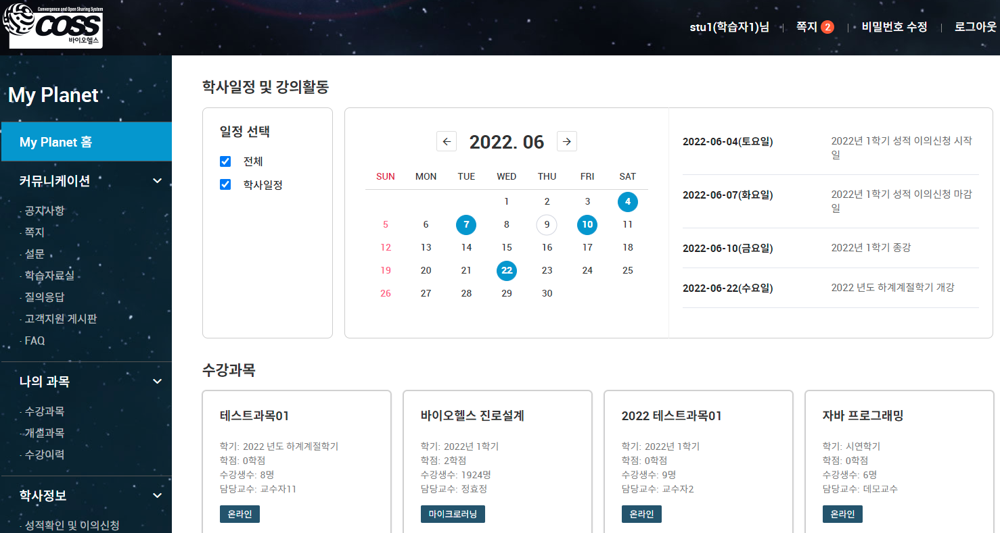 Convergence and Open Sharing System
COSS
바이오헬스
stu1(학습자1)님 | 쪽지 2 | 비밀번호 수정 | 로그아웃
My Planet
My Planet 홈
커뮤니케이션
· 공지사항
· 쪽지
· 설문
· 학습자료실
· 질의응답
· 고객지원 게시판
· FAQ
나의 과목
· 수강과목
· 개설과목
· 수강이력
학사정보
· 성적확인 및 이의신청
학사일정 및 강의활동
일정 선택
전체
학사일정
2022. 06
SUN MON TUE WED THU FRI SAT
1 2 3 4
5 6 7 8 9 10 11
12 13 14 15 16 17 18
19 20 21 22 23 24 25
26 27 28 29 30
2022-06-04(토요일) 2022년 1학기 성적 이의신청 시작
일
2022-06-07(화요일) 2022년 1학기 성적 이의신청 마감
일
2022-06-10(금요일) 2022년 1학기 종강
2022-06-22(수요일) 2022 년도 하계계절학기 개강
수강과목
테스트과목01
학기: 2022 년도 하계계절학기
학점: 0학점
수강생수: 8명
담당교수: 교수자11
온라인
바이오헬스 진로설계
학기: 2022년 1학기
학점: 2학점
수강생수: 1924명
담당교수: 정효정
마이크로러닝
2022 테스트과목01
학기: 2022년 1학기
학점: 0학점
수강생수: 9명
담당교수: 교수자2
온라인
자바 프로그래밍
학기: 시연학기
학점: 0학점
수강생수: 6명
담당교수: 데모교수
온라인